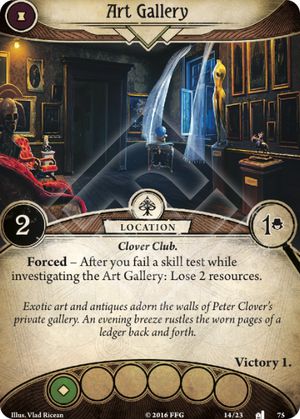 Art Gallery
2
LOCATION
1
Clover Club.
Forced – After you fail a skill test while
investigating the Art Gallery: Lose 2 resources.
Exotic art and antiques adorn the walls of Peter Clover's
private gallery. An evening breeze rustles the worn pages of a
ledger back and forth.
Victory 1.
Illus. Vlad Ricean
© 2016 FFG
14/23
75